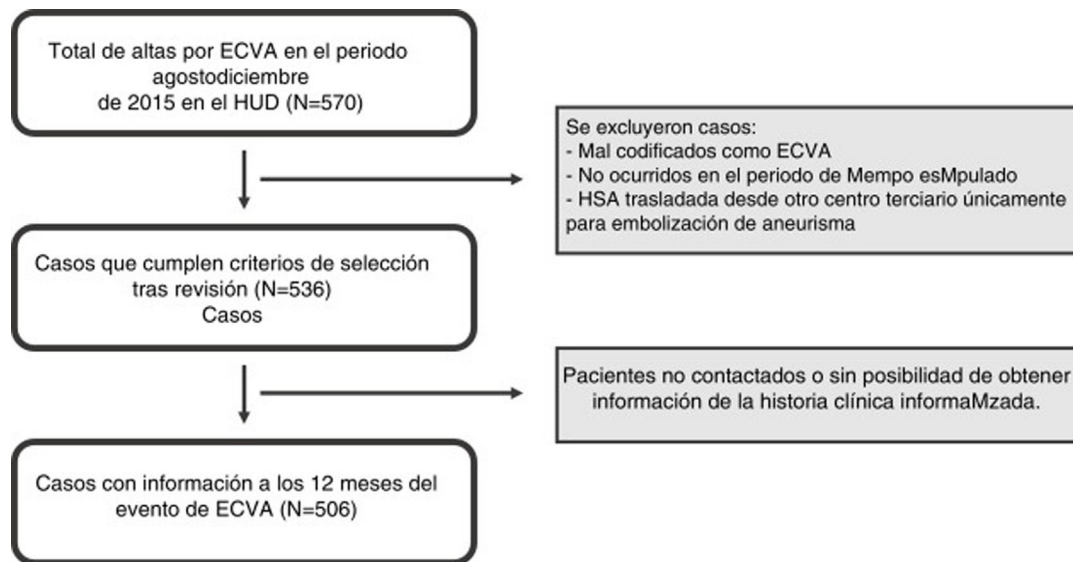 Total de altas por ECVA en el periodo
agostodiciembre
de 2015 en el HUD (N=570)
Se excluyeron casos:
- Mal codificados como ECVA
- No ocurridos en el periodo de Mempo esMpulado
- HSA trasladada desde otro centro terciario únicamente
para embolización de aneurisma
Casos que cumplen criterios de selección
tras revisión (N=536)
Casos
Pacientes no contactados o sin posibilidad de obtener
información de la historia clínica informaMzada.
Casos con información a los 12 meses del
evento de ECVA (N=506)